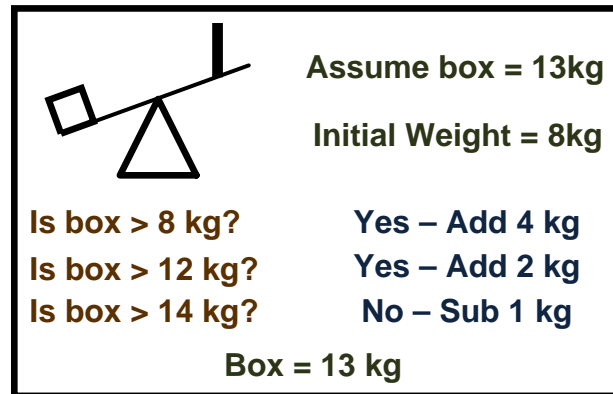 Assume box = 13kg
Initial Weight = 8kg
Is box > 8 kg? Yes – Add 4 kg
Is box > 12 kg? Yes – Add 2 kg
Is box > 14 kg? No – Sub 1 kg
Box = 13 kg